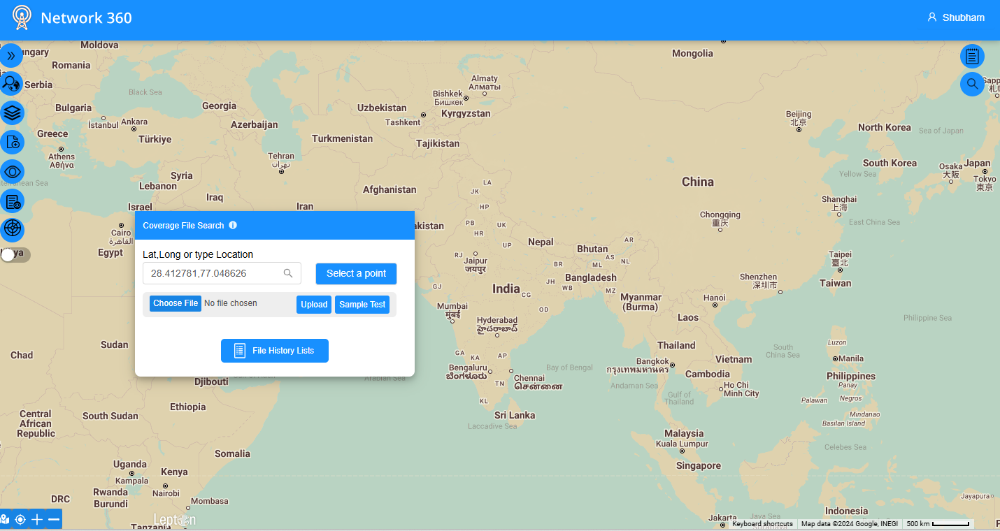 Network 360
Shubham
Moldova
ungary
Romania
Serbia
Black Sea
Bulgaria
Georgia
İstanbul
Ankara
Azerbaijan
Greece
Türkiye
Athens
Αθήνα
Tehran
تهران
Syria
Lebanon
Iraq
Israel
Iran
Mongolia
Almaty
Алматы
Bishkek
Бишкек
Uzbekistan
Kyrgyzstan
Tashkent
Turkmenistan
Tajikistan
Afghanistan
Beijing
北京
North Korea
Sea of Japan
South Korea
Japan
Osaka
大阪
Tokyo
東京
Yellow Sea
China
Shanghai
上海
East China Sea
Chongqing
重庆
LA
JK
HP
PB
UK
HR
Coverage File Search
akistan
Lat,Long or type Location
28.412781,77.048626
Select a point
Choose File
No file chosen
Upload
Sample Test
File History Lists
Cairo
القاهرة
Egypt
UP
Nepal
AR
Bhutan
AS
RJ
Jaipur
जयपुर
BR
ML
NL
Taipei
臺北
Taiwan
GJ
India
CG
JH
WB
Bangladesh
MZ
Shenzhen
深圳市
Mumbai
मुंबई
OD
Myanmar
(Burma)
Hanoi
Laos
Hyderabad
హైదరాబాద్
Philippine Sea
Sudan
Chad
GA
KA
AP
Thailand
South
China Sea
Luzon
Manila
Bengaluru
ಬೆಂಗಳೂರು
Bay of Bengal
Bangkok
กรุงเทพมหานคร
Vietnam
Chennai
சென்னை
TN
Cambodia
Philippines
Djibouti
Arabian Sea
Andaman Sea
Ho Chi
Minh City
Panay
Gulf of
Thailand
Palawan
Negros
KL
Ethiopia
Central
African
Republic
South Sudan
Sri Lanka
Laccadive Sea
Mindanao
Basilan Island
Malaysia
Kuala Lumpur
Celebes Sea
Somalia
Uganda
Kampala
Kenya
Singapore
Rwanda
Nairobi
DRC
Burundi
Mombasa
Tanzania
Lepton
Jayapura
Indonesia
Jakarta
Java Sea
Keyboard shortcuts
Map data ©2024 Google, INEGI
500 km